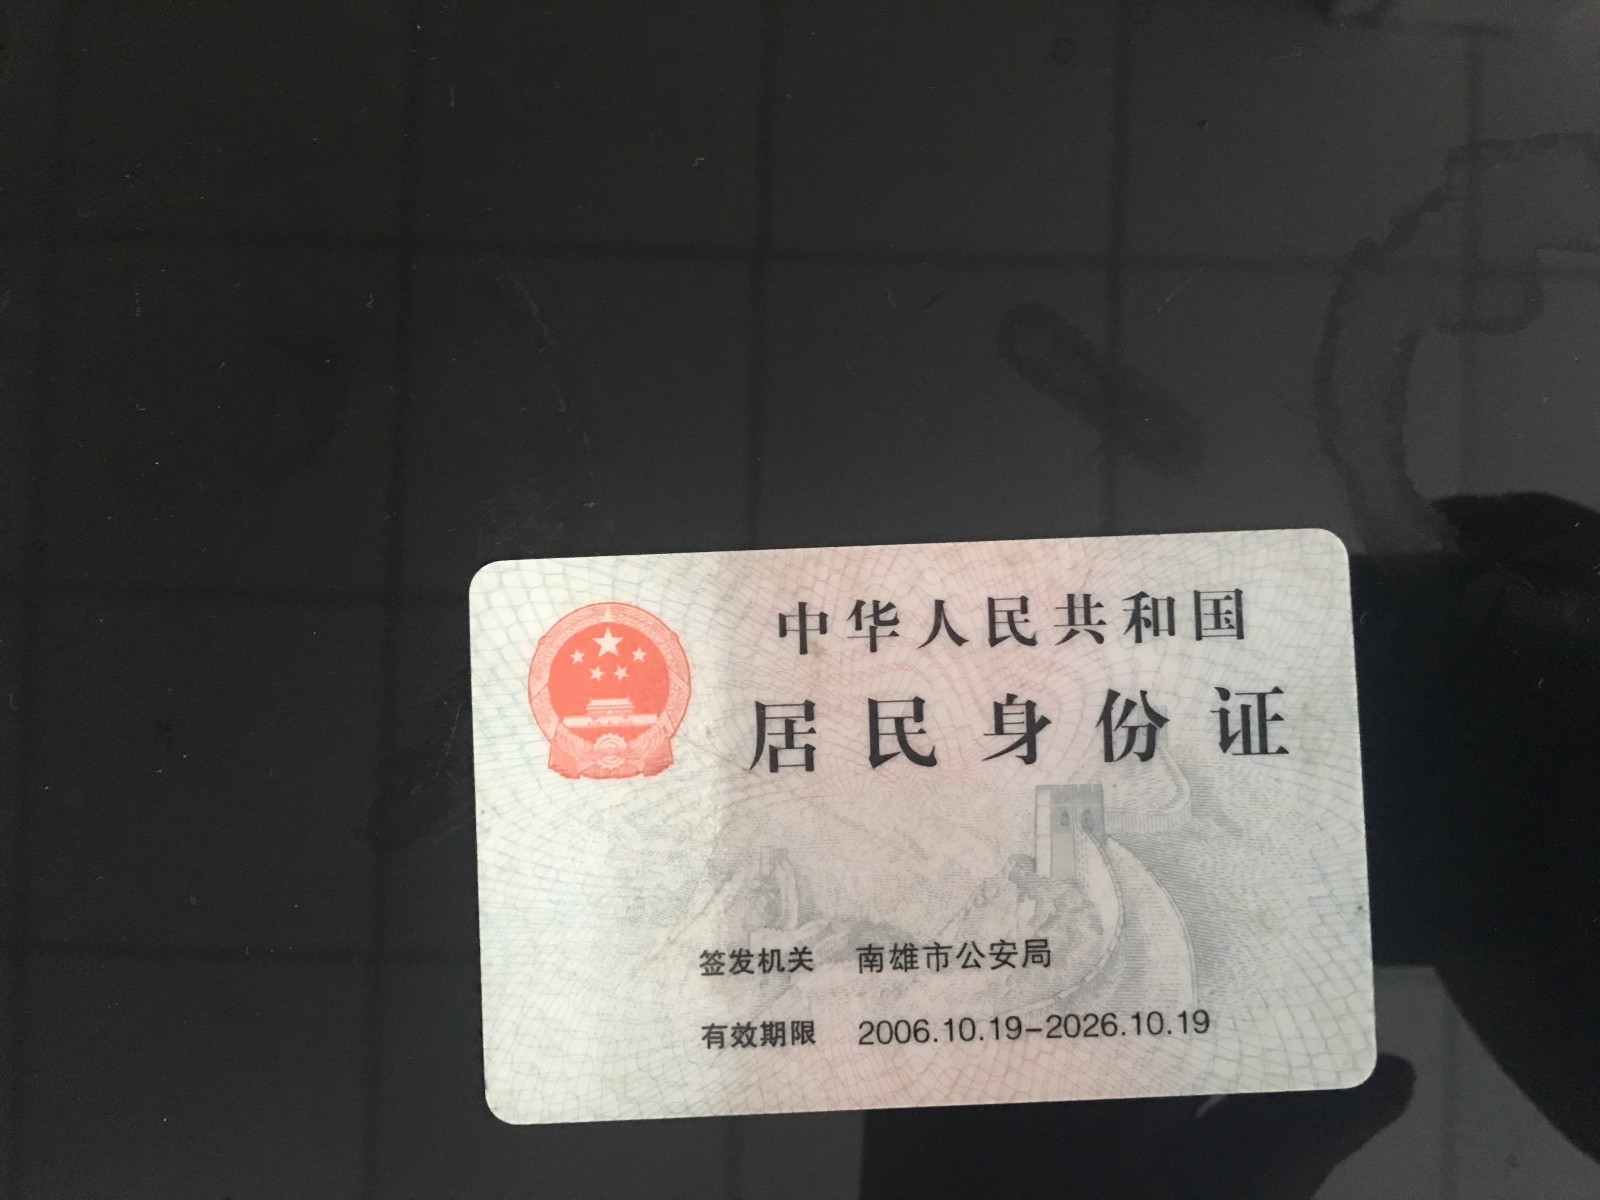 中华人民共和国
居民身份证
签发机关 南雄市公安局
有效期限 2006.10.19-2026.10.19